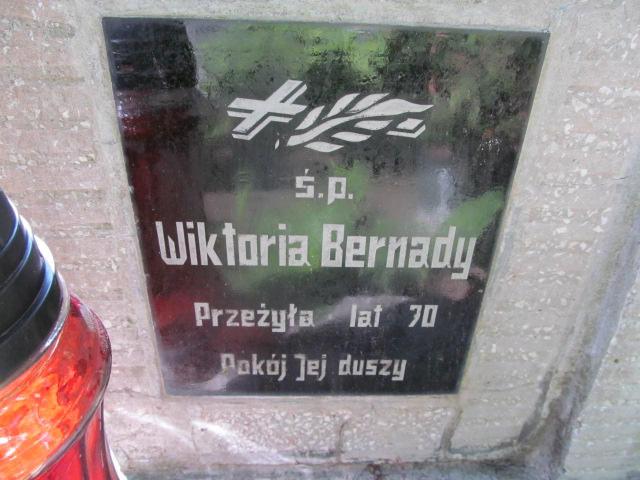 ś.p.
Wiktoria Bernady
Przeżyła lat 70
Pokój Jej duszy